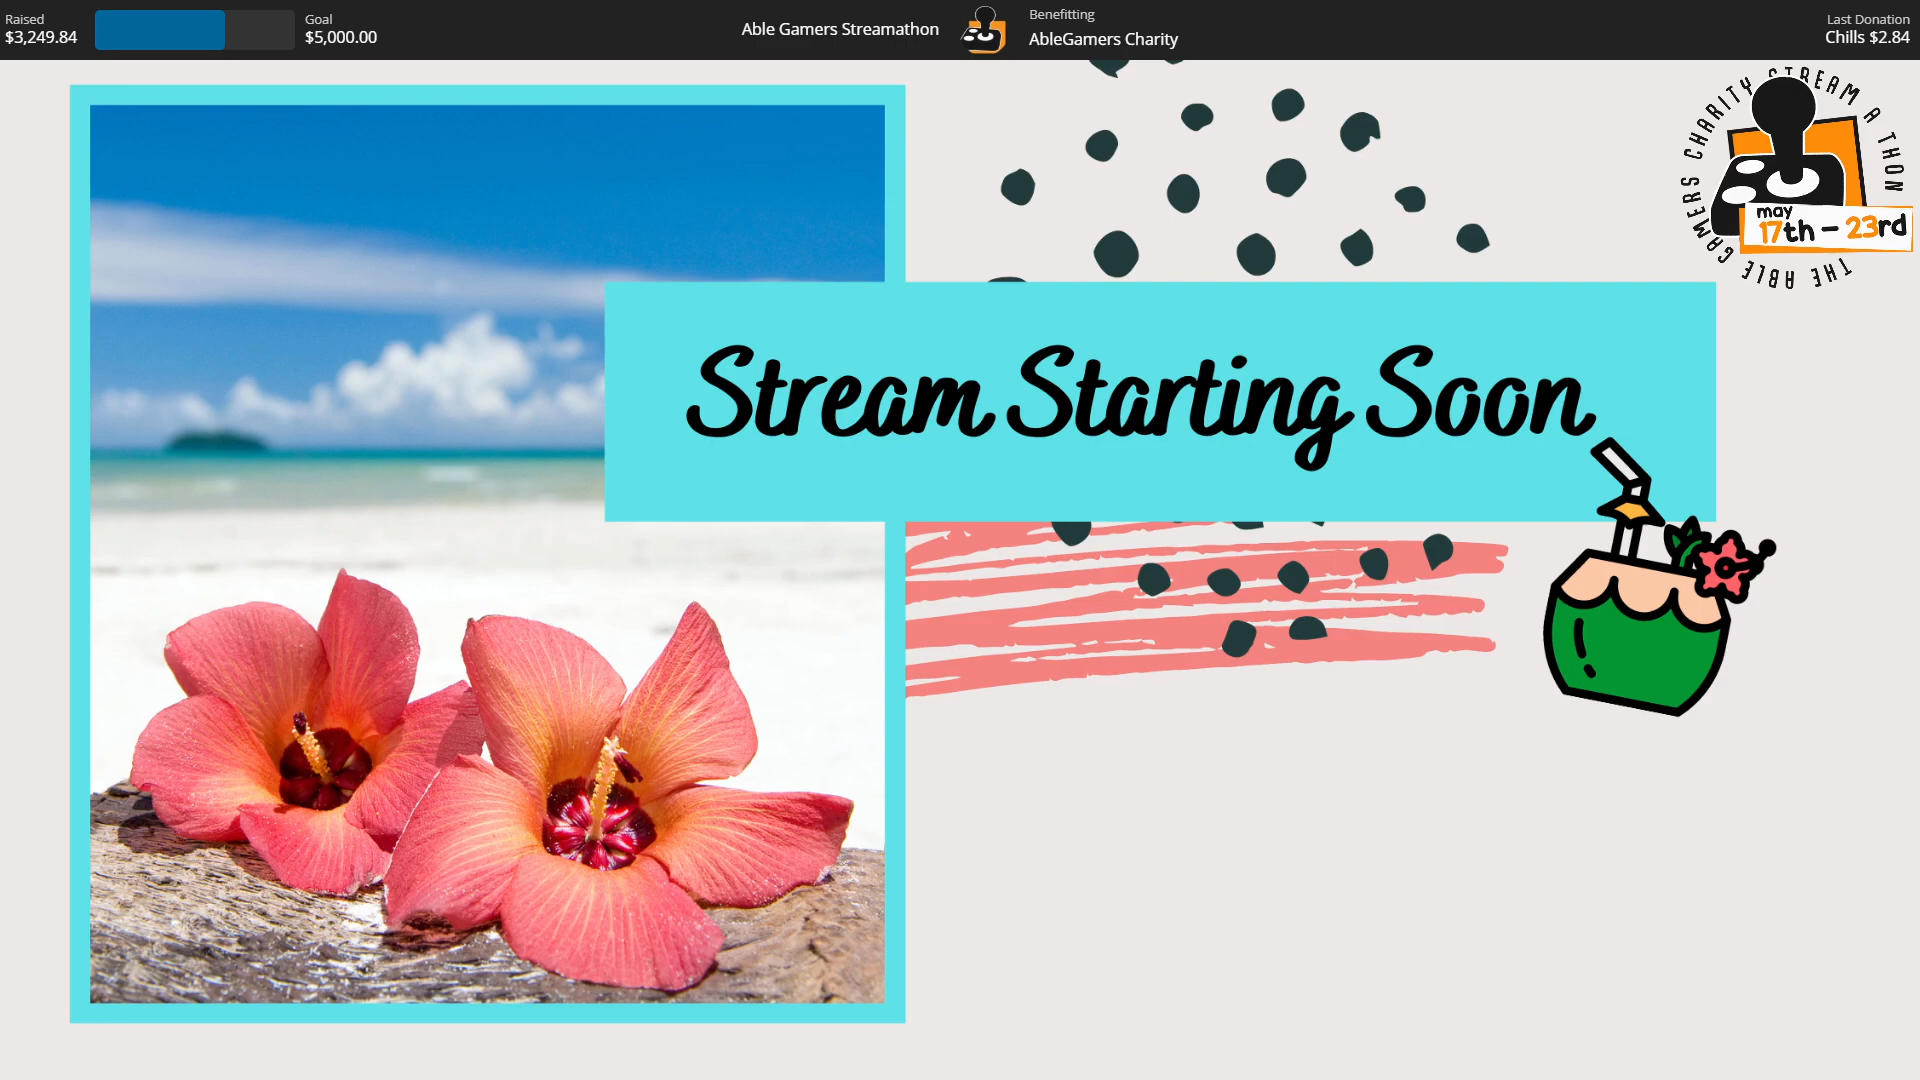 Raised
$3,249.84
Goal
$5,000.00
Able Gamers Streamathon
Benefitting
AbleGamers Charity
Last Donation
Chills $2.84
THE ABLE GAMERS CHARITY STREAM A THON
may
17th - 23rd
Stream Starting Soon